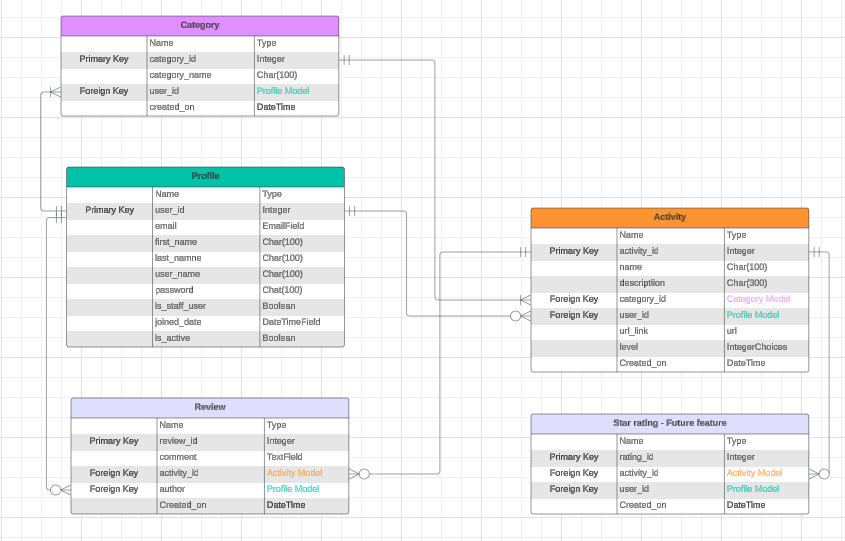 Category
Name Type
Primary Key category_id Integer
category_name Char(100)
Foreign Key user_id Profile Model
created_on DateTime
Profile
Name Type
Primary Key user_id Integer
email EmailField
first_name Char(100)
last_namne Char(100)
user_name Char(100)
password Chat(100)
is_staff_user Boolean
joined_date DateTimeField
is_active Boolean
Activity
Name Type
Primary Key activity_id Integer
name Char(100)
descriptiion Char(300)
Foreign Key category_id Category Model
Foreign Key user_id Profile Model
url_link url
level IntegerChoices
Created_on DateTime
Review
Name Type
Primary Key review_id Integer
comment TextField
Foreign Key activity_id Activity Model
Foreign Key author Profile Model
Created_on DateTime
Star rating - Future feature
Name Type
Primary Key rating_id Integer
Foreign Key activity_id Activity Model
Foreign Key user_id Profile Model
Created_on DateTime